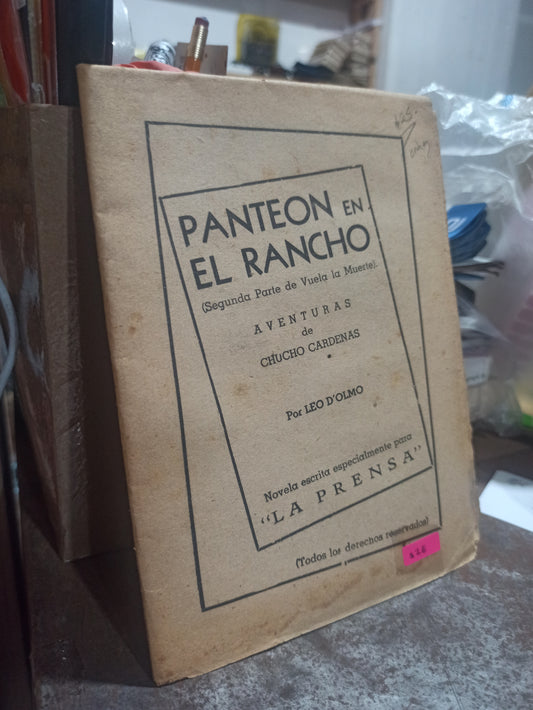 PANTEON EN
EL RANCHO
(Segunda Parte de Vuela la Muerte).
AVENTURAS
de
CHUCHO CARDENAS
Por LEO D'OLMO
Novela escrita especialmente para
"LA PRENSA"
(Todos los derechos reservados)